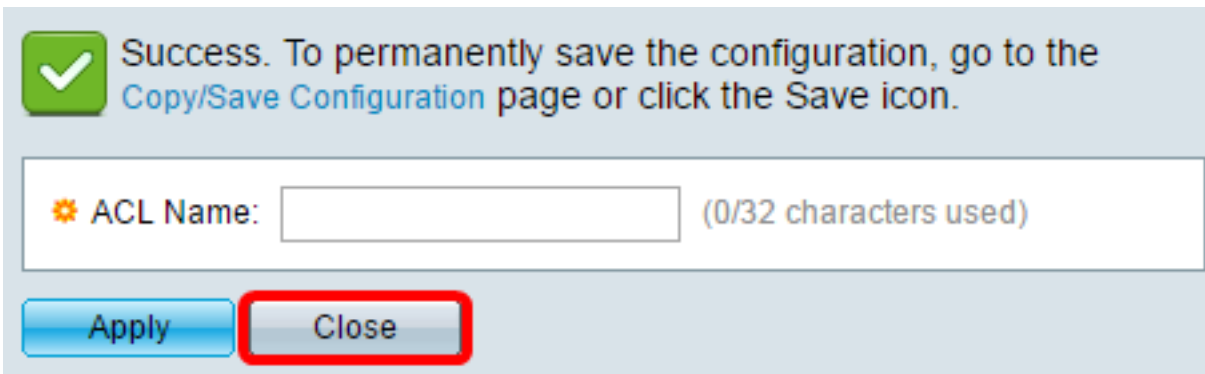 Success. To permanently save the configuration, go to the
Copy/Save Configuration page or click the Save icon.
ACL Name: (0/32 characters used)
Apply Close